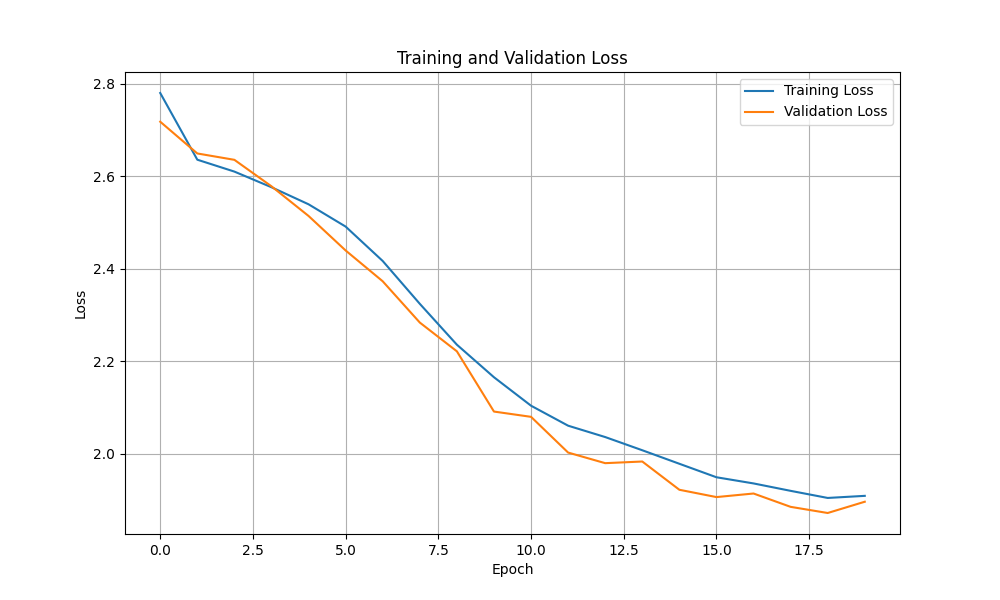 Training and Validation Loss
Training Loss
Validation Loss
2.8
2.6
2.4
2.2
2.0
Loss
0.0 2.5 5.0 7.5 10.0 12.5 15.0 17.5
Epoch